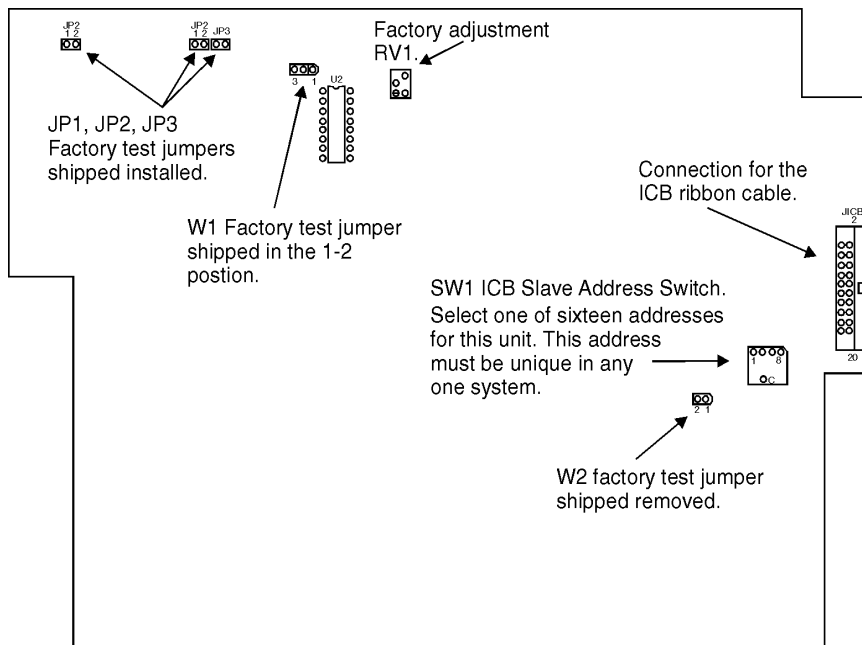 JP2
1 2
JP2
1 2
JP3
Factory adjustment
RV1.
3 1
U2
JP1, JP2, JP3
Factory test jumpers
shipped installed.
W1 Factory test jumper
shipped in the 1-2
postion.
Connection for the
ICB ribbon cable.
JICB
2
20
SW1 ICB Slave Address Switch.
Select one of sixteen addresses
for this unit. This address
must be unique in any
one system.
1 8
C
2 1
W2 factory test jumper
shipped removed.